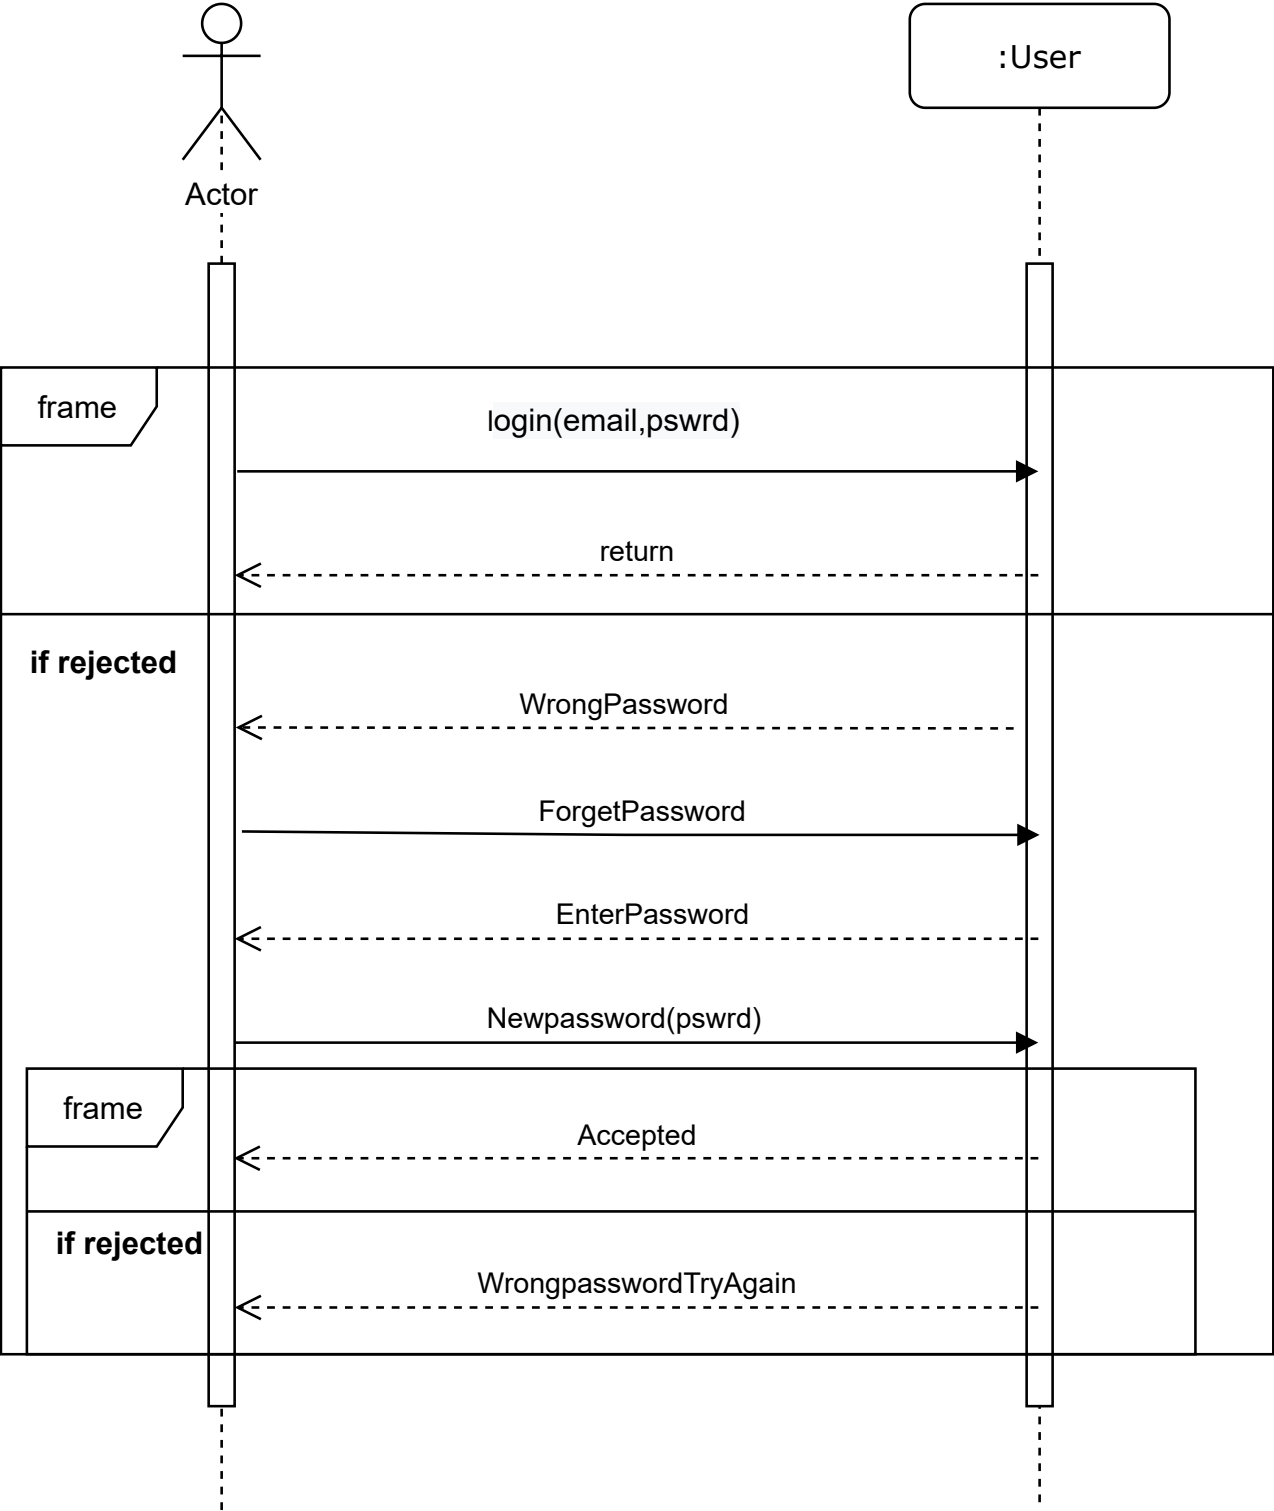 :User
Actor
frame
login(email,pswrd)
return
if rejected
WrongPassword
ForgetPassword
EnterPassword
Newpassword(pswrd)
frame
Accepted
if rejected
WrongpasswordTryAgain